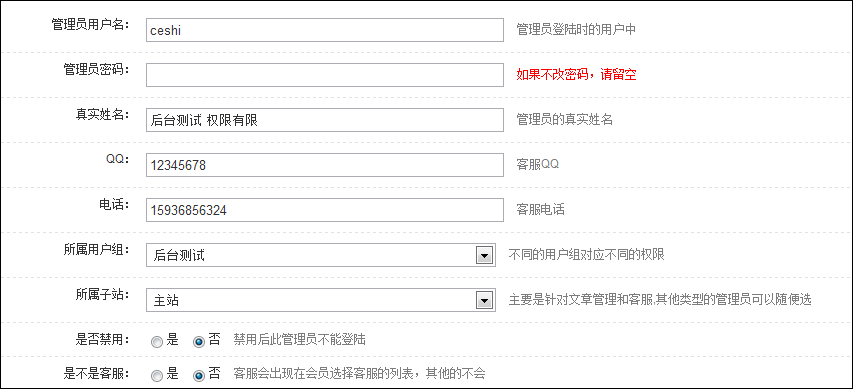 管理员用户名： ceshi 管理员登陆时的用户中
管理员密码： 如果不改密码，请留空
真实姓名： 后台测试 权限有限 管理员的真实姓名
QQ： 12345678 客服QQ
电话： 15936856324 客服电话
所属用户组： 后台测试 不同的用户组对应不同的权限
所属子站： 主站 主要是针对文章管理和客服,其他类型的管理员可以随便选
是否禁用： 是 否 禁用后此管理员不能登陆
是不是客服： 是 否 客服会出现在会员选择客服的列表，其他的不会